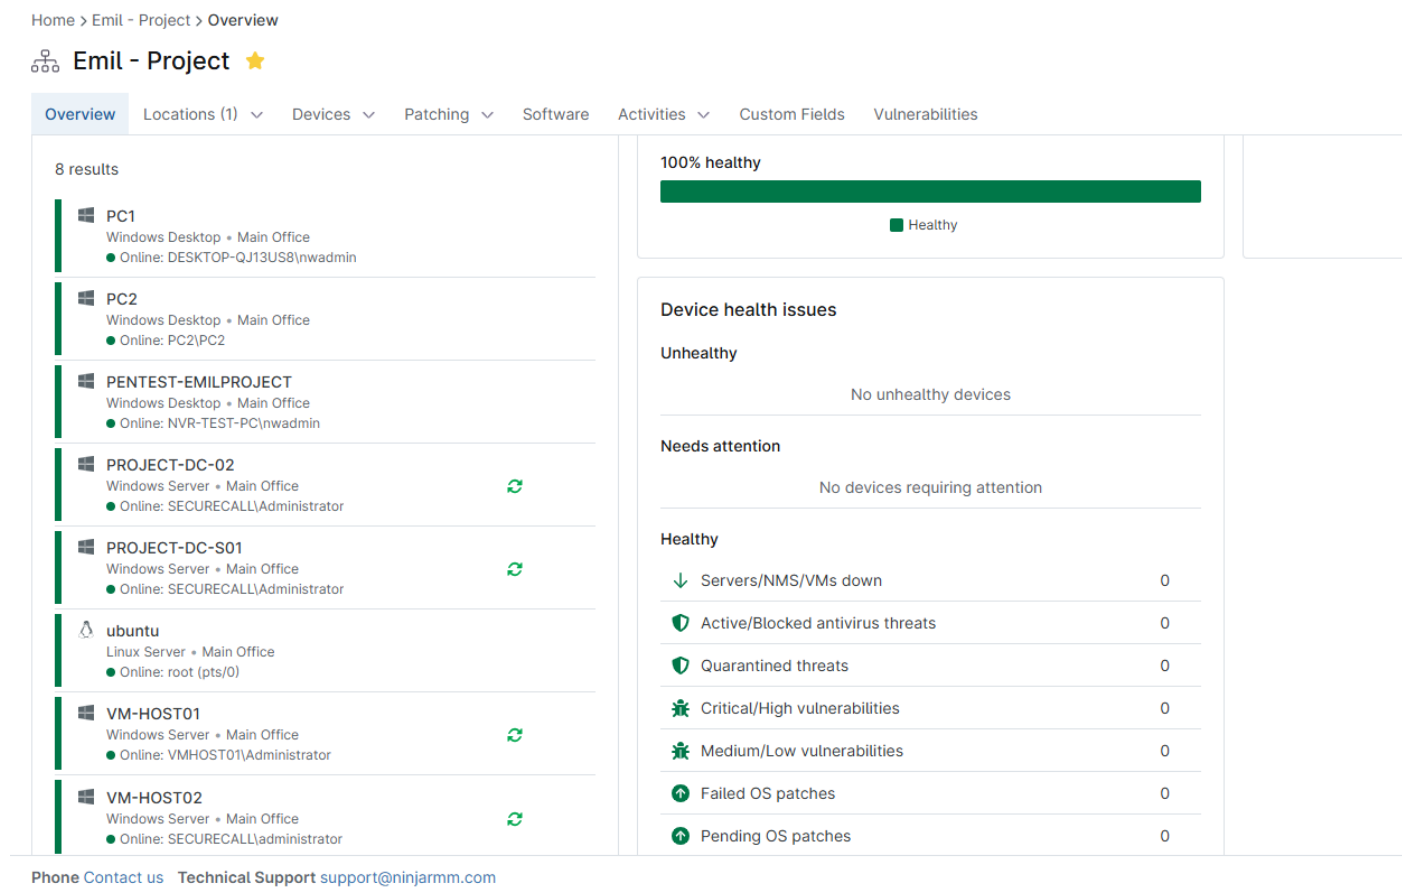 Home > Emil - Project > Overview
Emil - Project
Overview Locations (1) Devices Patching Software Activities Custom Fields Vulnerabilities
8 results
PC1
Windows Desktop • Main Office
Online: DESKTOP-QJ13US8\nwadmin
PC2
Windows Desktop • Main Office
Online: PC2\PC2
PENTEST-EMILPROJECT
Windows Desktop • Main Office
Online: NVR-TEST-PC\nwadmin
PROJECT-DC-02
Windows Server • Main Office
Online: SECURECALL\Administrator
PROJECT-DC-S01
Windows Server • Main Office
Online: SECURECALL\Administrator
ubuntu
Linux Server • Main Office
Online: root (pts/0)
VM-HOST01
Windows Server • Main Office
Online: VMHOST01\Administrator
VM-HOST02
Windows Server • Main Office
Online: SECURECALL\administrator
100% healthy
Healthy
Device health issues
Unhealthy
No unhealthy devices
Needs attention
No devices requiring attention
Healthy
Servers/NMS/VMs down 0
Active/Blocked antivirus threats 0
Quarantined threats 0
Critical/High vulnerabilities 0
Medium/Low vulnerabilities 0
Failed OS patches 0
Pending OS patches 0
Phone Contact us Technical Support support@ninjarmm.com